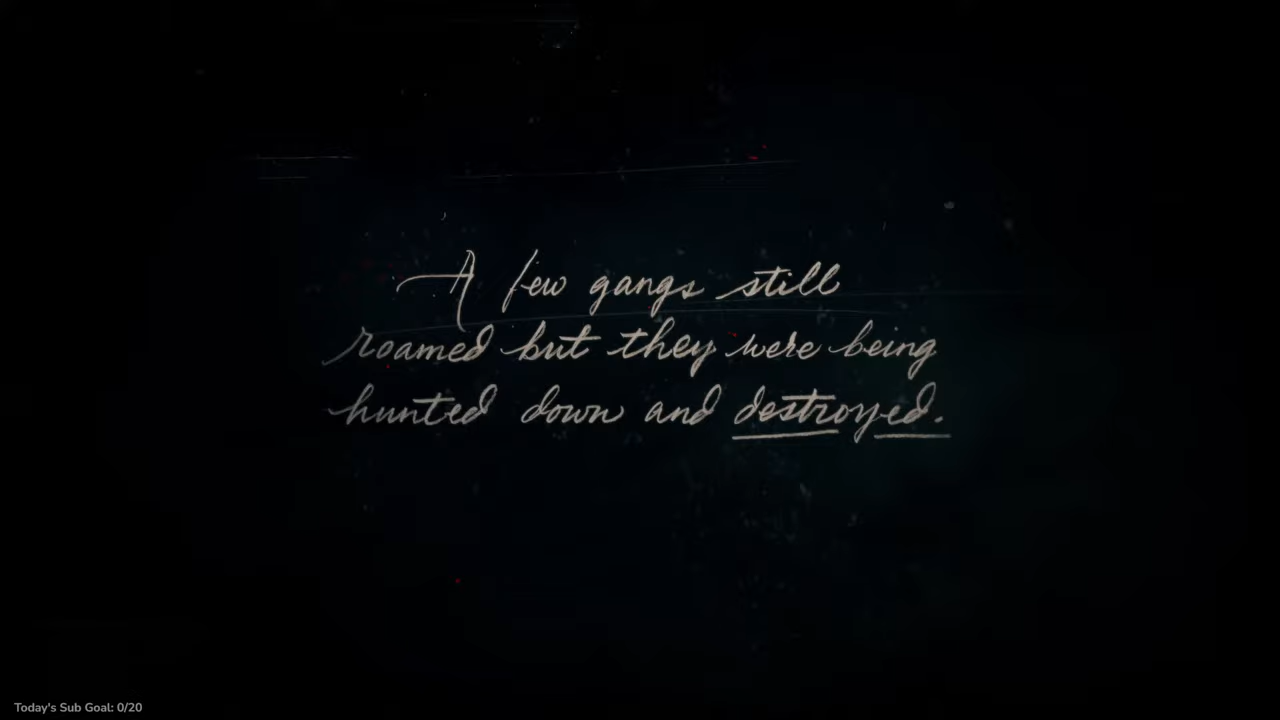 A few gangs still
roamed but they were being
hunted down and destroyed.
Today's Sub Goal: 0/20